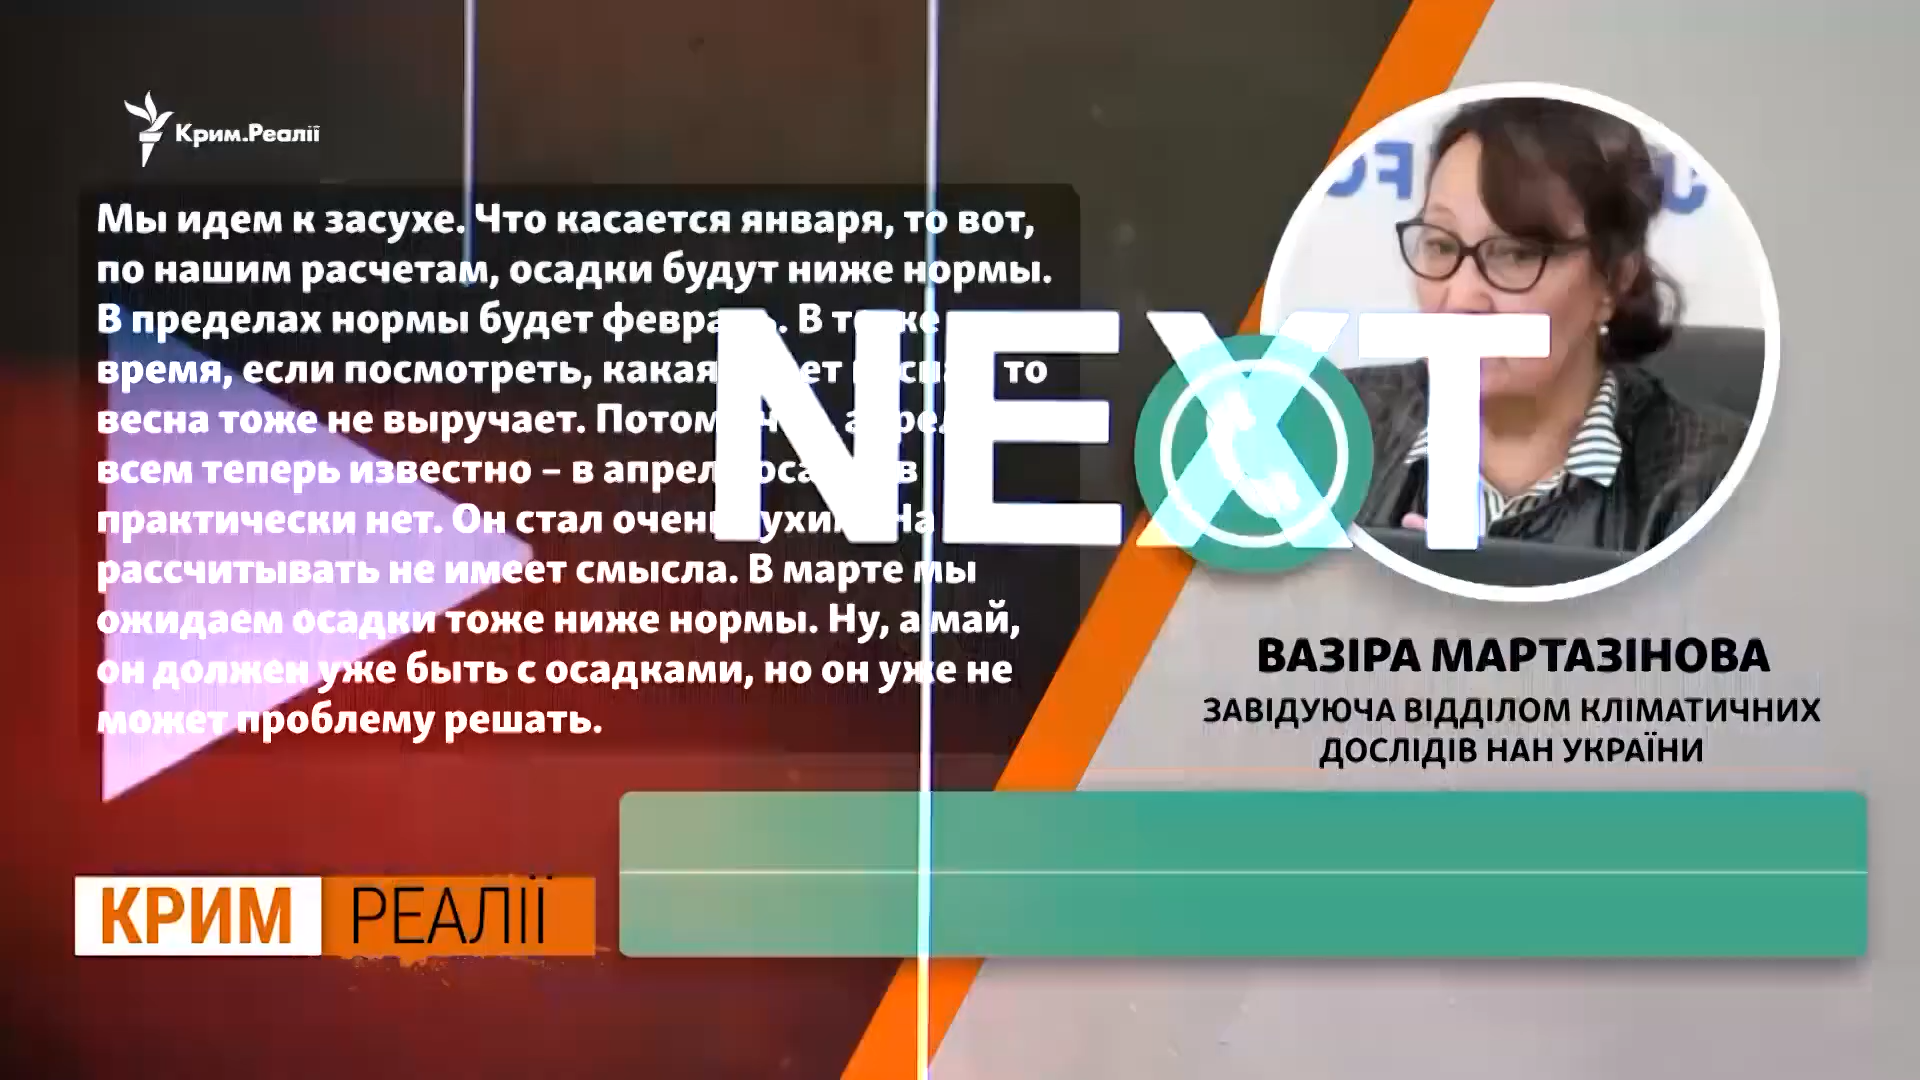 Крим.Реалії
Мы идем к засухе. Что касается января, то вот,
по нашим расчетам, осадки будут ниже нормы.
В пределах нормы будет В
время, если посмотреть, какая то
весна тоже не выручает.
всем теперь известно – в
практически нет. Он стал
рассчитывать не имеет смысла. В марте мы
ожидаем осадки тоже ниже нормы. Ну, а май,
он должен уже быть с осадками, но он уже не
может проблему решать.
NEXT
ВАЗІРА МАРТАЗІНОВА
ЗАВІДУЮЧА ВІДДІЛОМ КЛІМАТИЧНИХ
ДОСЛІДІВ НАН УКРАЇНИ
КРИМ РЕАЛІЇ